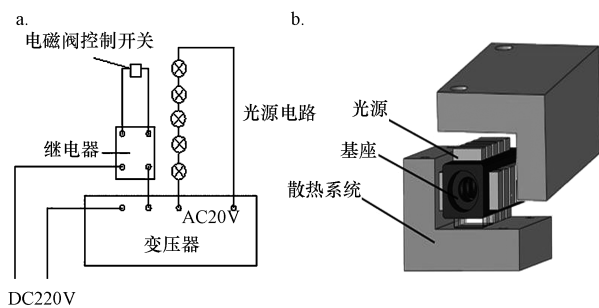 a.
电磁阀控制开关
光源电路
继电器
AC20V
变压器
DC220V
b.
光源
基座
散热系统